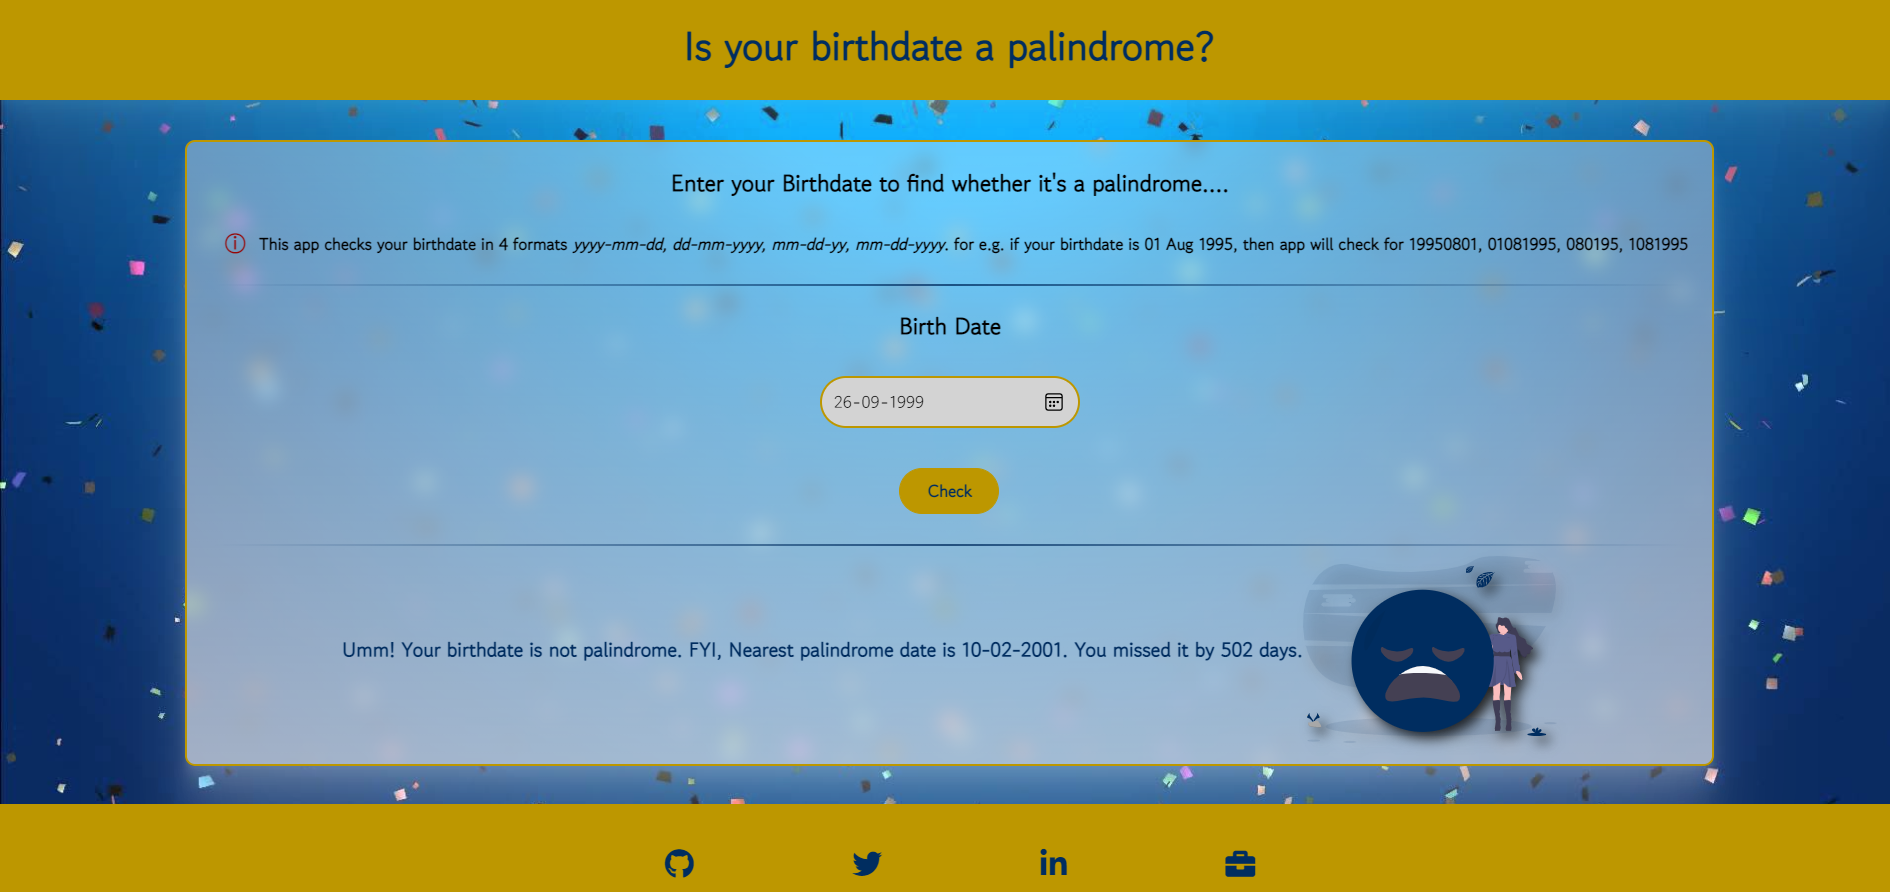 Is your birthdate a palindrome?
Enter your Birthdate to find whether it's a palindrome....
This app checks your birthdate in 4 formats yyyy-mm-dd, dd-mm-yyyy, mm-dd-yy, mm-dd-yyyy. for e.g. if your birthdate is 01 Aug 1995, then app will check for 19950801, 01081995, 080195, 1081995
Birth Date
26-09-1999
Check
Umm! Your birthdate is not palindrome. FYI, Nearest palindrome date is 10-02-2001. You missed it by 502 days.